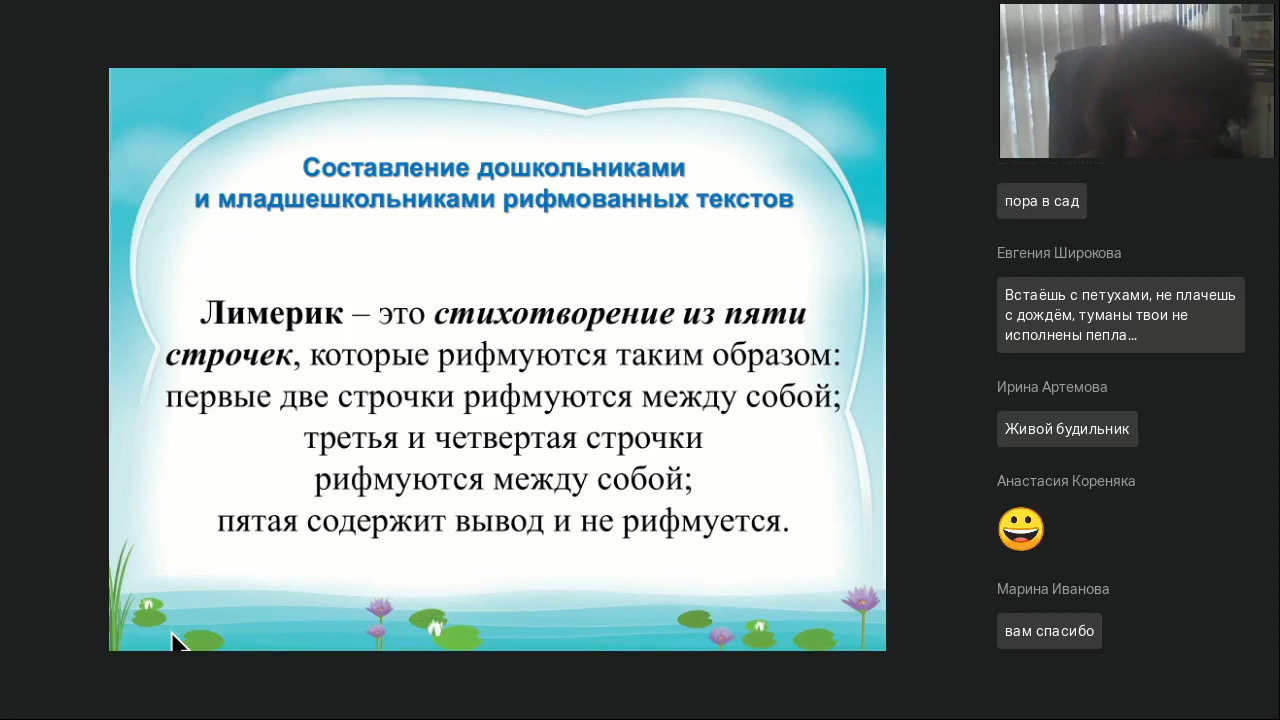 Составление дошкольниками
и младшешкольниками рифмованных текстов
Лимерик – это стихотворение из пяти
строчек, которые рифмуются таким образом:
первые две строчки рифмуются между собой;
третья и четвертая строчки
рифмуются между собой;
пятая содержит вывод и не рифмуется.
пора в сад
Евгения Широкова
Встаёшь с петухами, не плачешь
с дождём, туманы твои не
исполнены пепла...
Ирина Артемова
Живой будильник
Анастасия Кореняка
Марина Иванова
вам спасибо